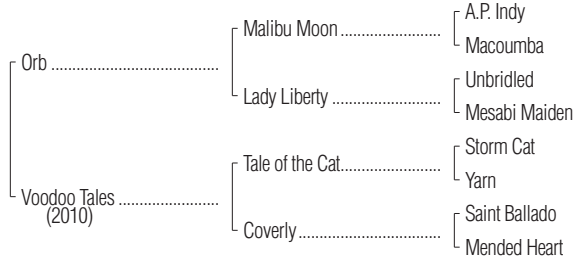 A.P. Indy
Malibu Moon ......................
Macoumba
Orb .....................................
Unbridled
Lady Liberty ........................
Mesabi Maiden
Storm Cat
Tale of the Cat......................
Yarn
Voodoo Tales ......................
(2010)
Saint Ballado
Coverly ................................
Mended Heart